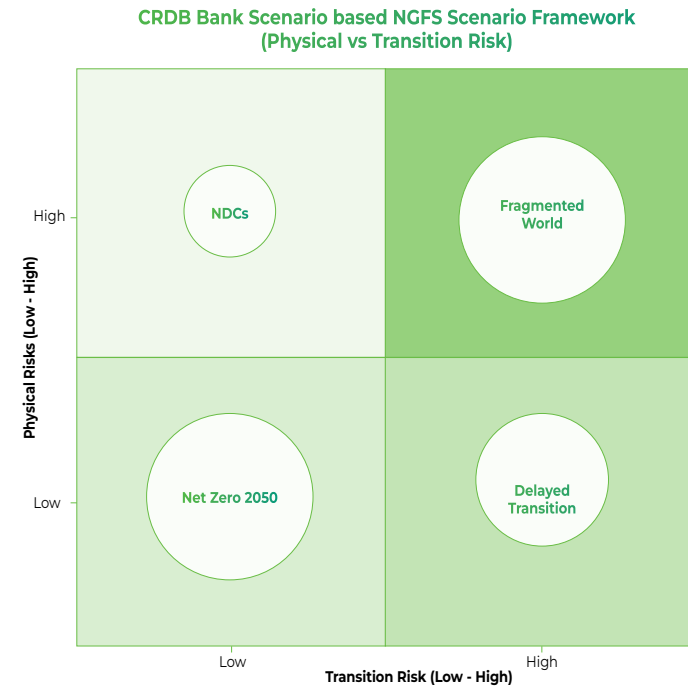 CRDB Bank Scenario based NGFS Scenario Framework
(Physical vs Transition Risk)
High
NDCs
Fragmented
World
Physical Risks (Low - High)
Low
Net Zero 2050
Delayed
Transition
Low
High
Transition Risk (Low - High)